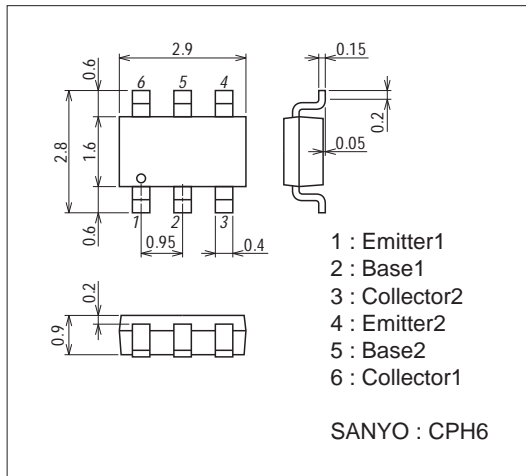 2.9
0.15
0.6
6 5 4
0.2
2.8
1.6
0.05
0.6
1 2 3
0.95
0.4
1 : Emitter1
2 : Base1
3 : Collector2
4 : Emitter2
5 : Base2
6 : Collector1
0.2
0.9
SANYO : CPH6